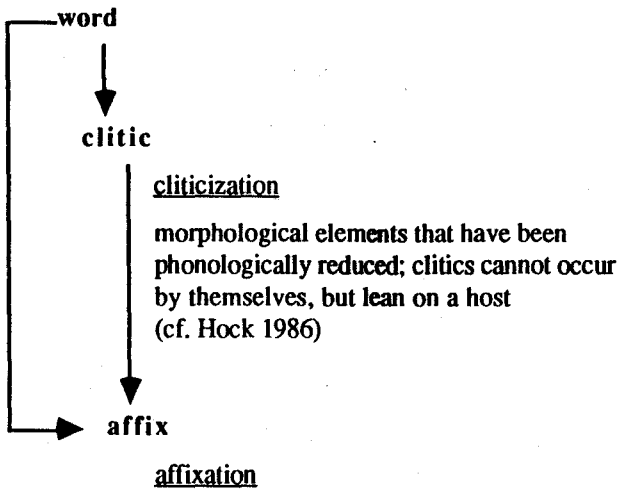 word
clitic
cliticization
morphological elements that have been
phonologically reduced; clitics cannot occur
by themselves, but lean on a host
(cf. Hock 1986)
affix
affixation